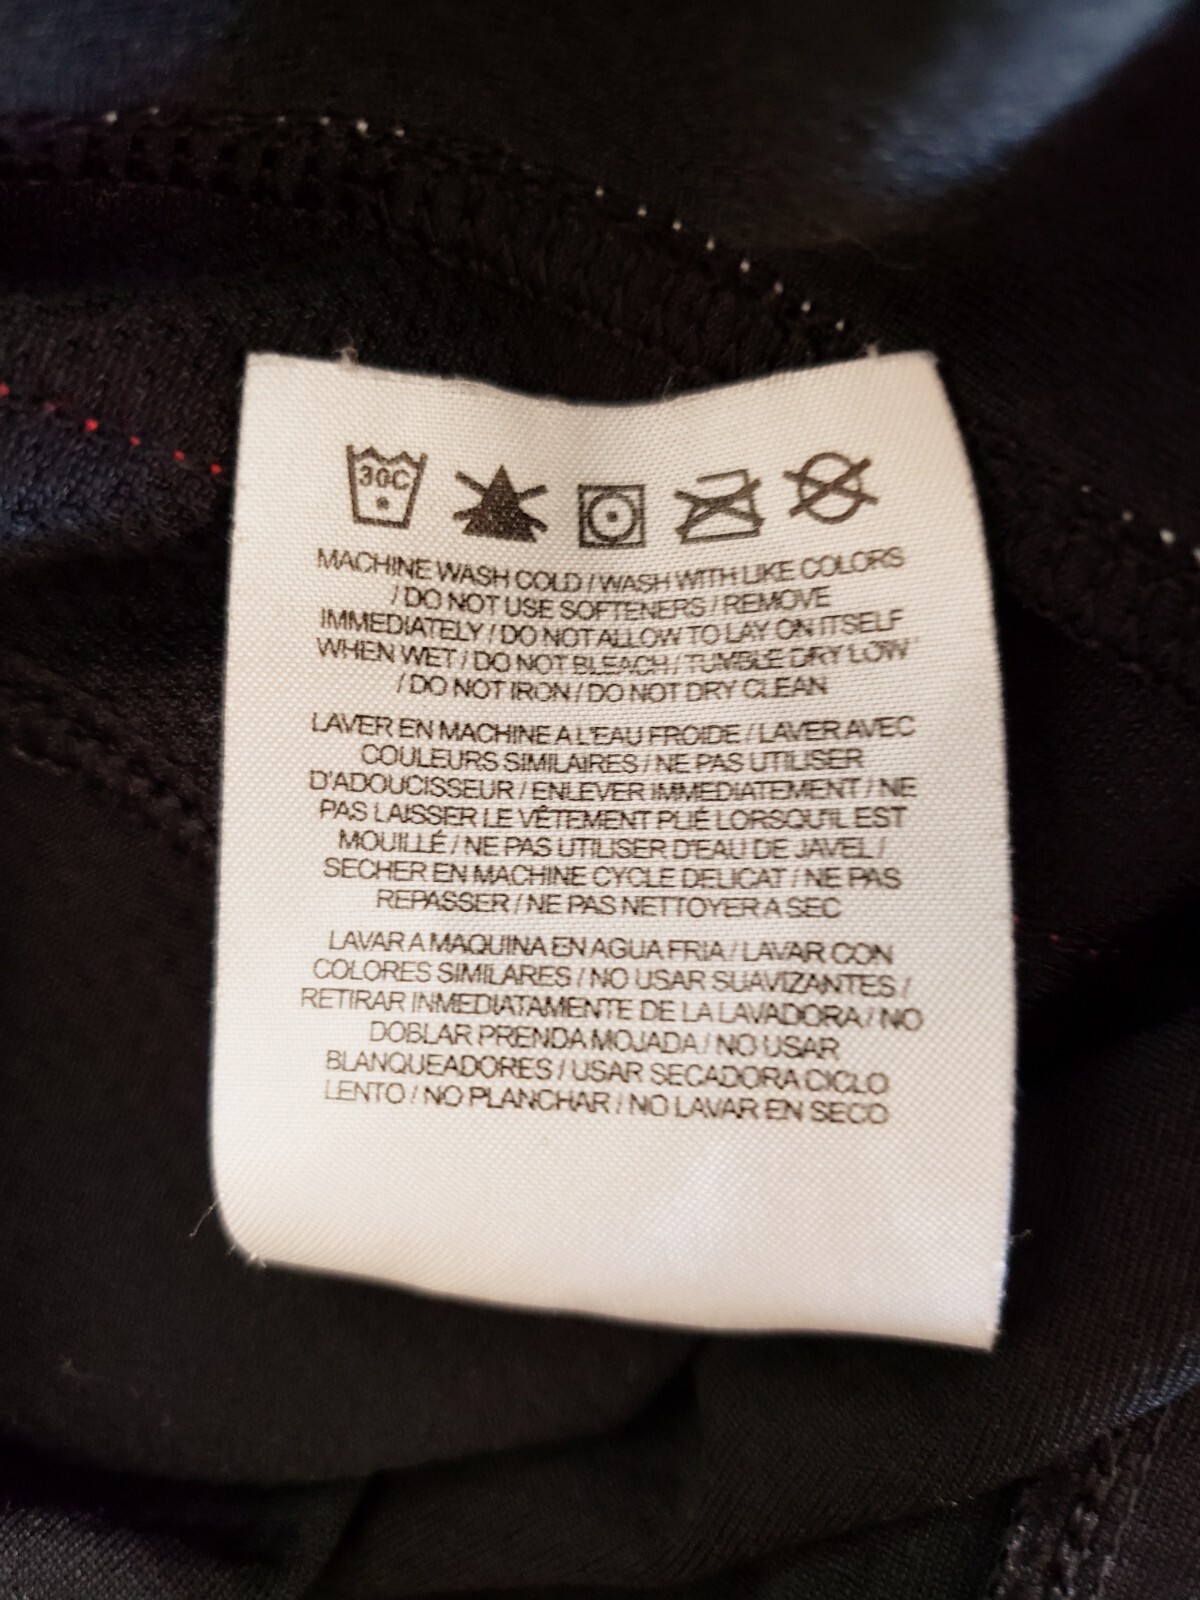 30C
MACHINE WASH COLD / WASH WITH LIKE COLORS
/ DO NOT USE SOFTENERS / REMOVE
IMMEDIATELY / DO NOT ALLOW TO LAY ON ITSELF
WHEN WET / DO NOT BLEACH / TUMBLE DRY LOW
/ DO NOT IRON / DO NOT DRY CLEAN
LAVER EN MACHINE A L'EAU FROIDE / LAVER AVEC
COULEURS SIMILAIRES / NE PAS UTILISER
D'ADOUCISSEUR / ENLEVER IMMEDIATEMENT / NE
PAS LAISSER LE VÊTEMENT PLIÉ LORSQU'IL EST
MOUILLÉ / NE PAS UTILISER D'EAU DE JAVEL /
SECHER EN MACHINE CYCLE DELICAT / NE PAS
REPASSER / NE PAS NETTOYER A SEC
LAVAR A MAQUINA EN AGUA FRIA / LAVAR CON
COLORES SIMILARES / NO USAR SUAVIZANTES /
RETIRAR INMEDIATAMENTE DE LA LAVADORA / NO
DOBLAR PRENDA MOJADA / NO USAR
BLANQUEADORES / USAR SECADORA CICLO
LENTO / NO PLANCHAR / NO LAVAR EN SECO